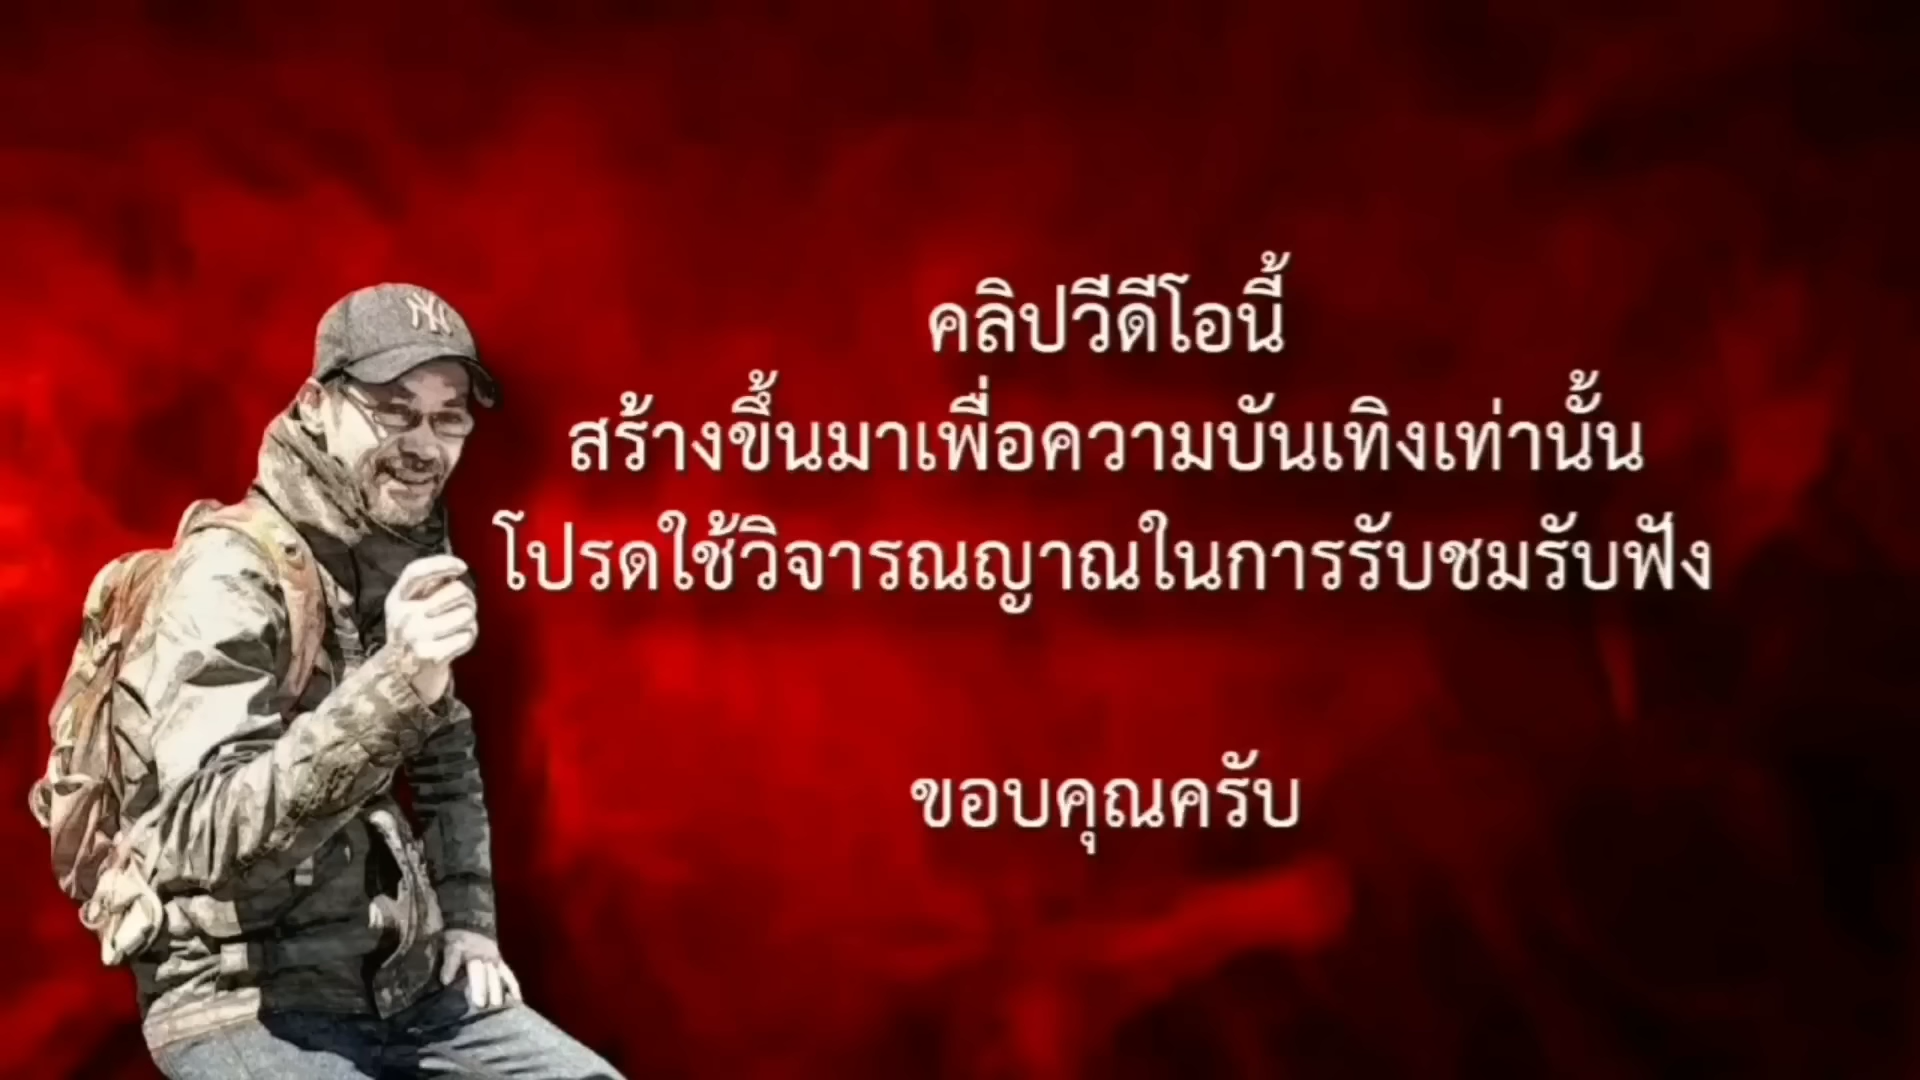 NY
คลิปวีดีโอนี้
สร้างขึ้นมาเพื่อความบันเทิงเท่านั้น
โปรดใช้วิจารณญาณในการรับชมรับฟัง
ขอบคุณครับ